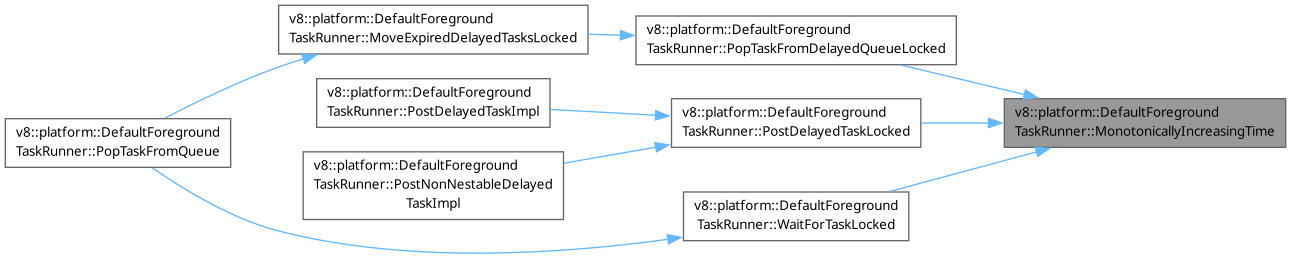 v8::platform::DefaultForeground
TaskRunner::MoveExpiredDelayedTasksLocked
v8::platform::DefaultForeground
TaskRunner::PopTaskFromDelayedQueueLocked
v8::platform::DefaultForeground
TaskRunner::PostDelayedTaskImpl
v8::platform::DefaultForeground
TaskRunner::PostDelayedTaskLocked
v8::platform::DefaultForeground
TaskRunner::MonotonicallyIncreasingTime
v8::platform::DefaultForeground
TaskRunner::PopTaskFromQueue
v8::platform::DefaultForeground
TaskRunner::PostNonNestableDelayed
TaskImpl
v8::platform::DefaultForeground
TaskRunner::WaitForTaskLocked